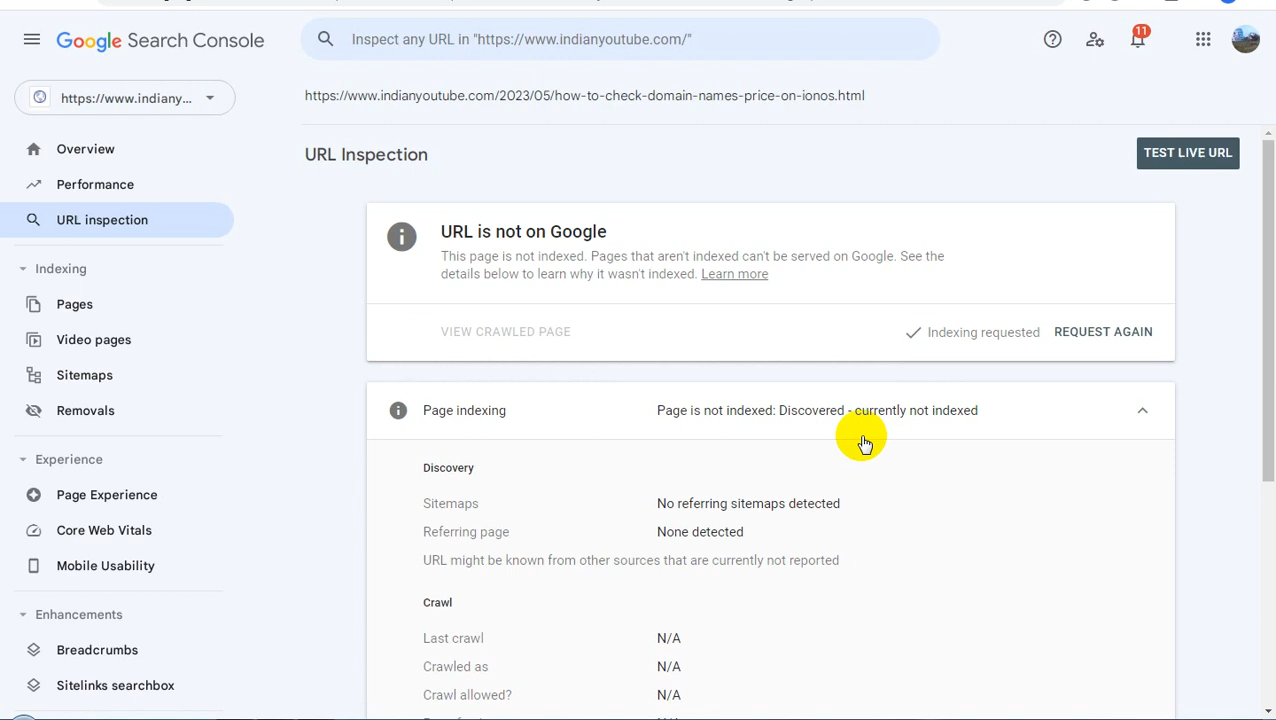 Google Search Console
Inspect any URL in "https://www.indianyoutube.com/"
11
https://www.indiany...
https://www.indianyoutube.com/2023/05/how-to-check-domain-names-price-on-ionos.html
Overview
Performance
URL inspection
Indexing
Pages
Video pages
Sitemaps
Removals
Experience
Page Experience
Core Web Vitals
Mobile Usability
Enhancements
Breadcrumbs
Sitelinks searchbox
URL Inspection
TEST LIVE URL
URL is not on Google
This page is not indexed. Pages that aren't indexed can't be served on Google. See the
details below to learn why it wasn't indexed. Learn more
VIEW CRAWLED PAGE
Indexing requested REQUEST AGAIN
Page indexing Page is not indexed: Discovered - currently not indexed
Discovery
Sitemaps No referring sitemaps detected
Referring page None detected
URL might be known from other sources that are currently not reported
Crawl
Last crawl N/A
Crawled as N/A
Crawl allowed? N/A